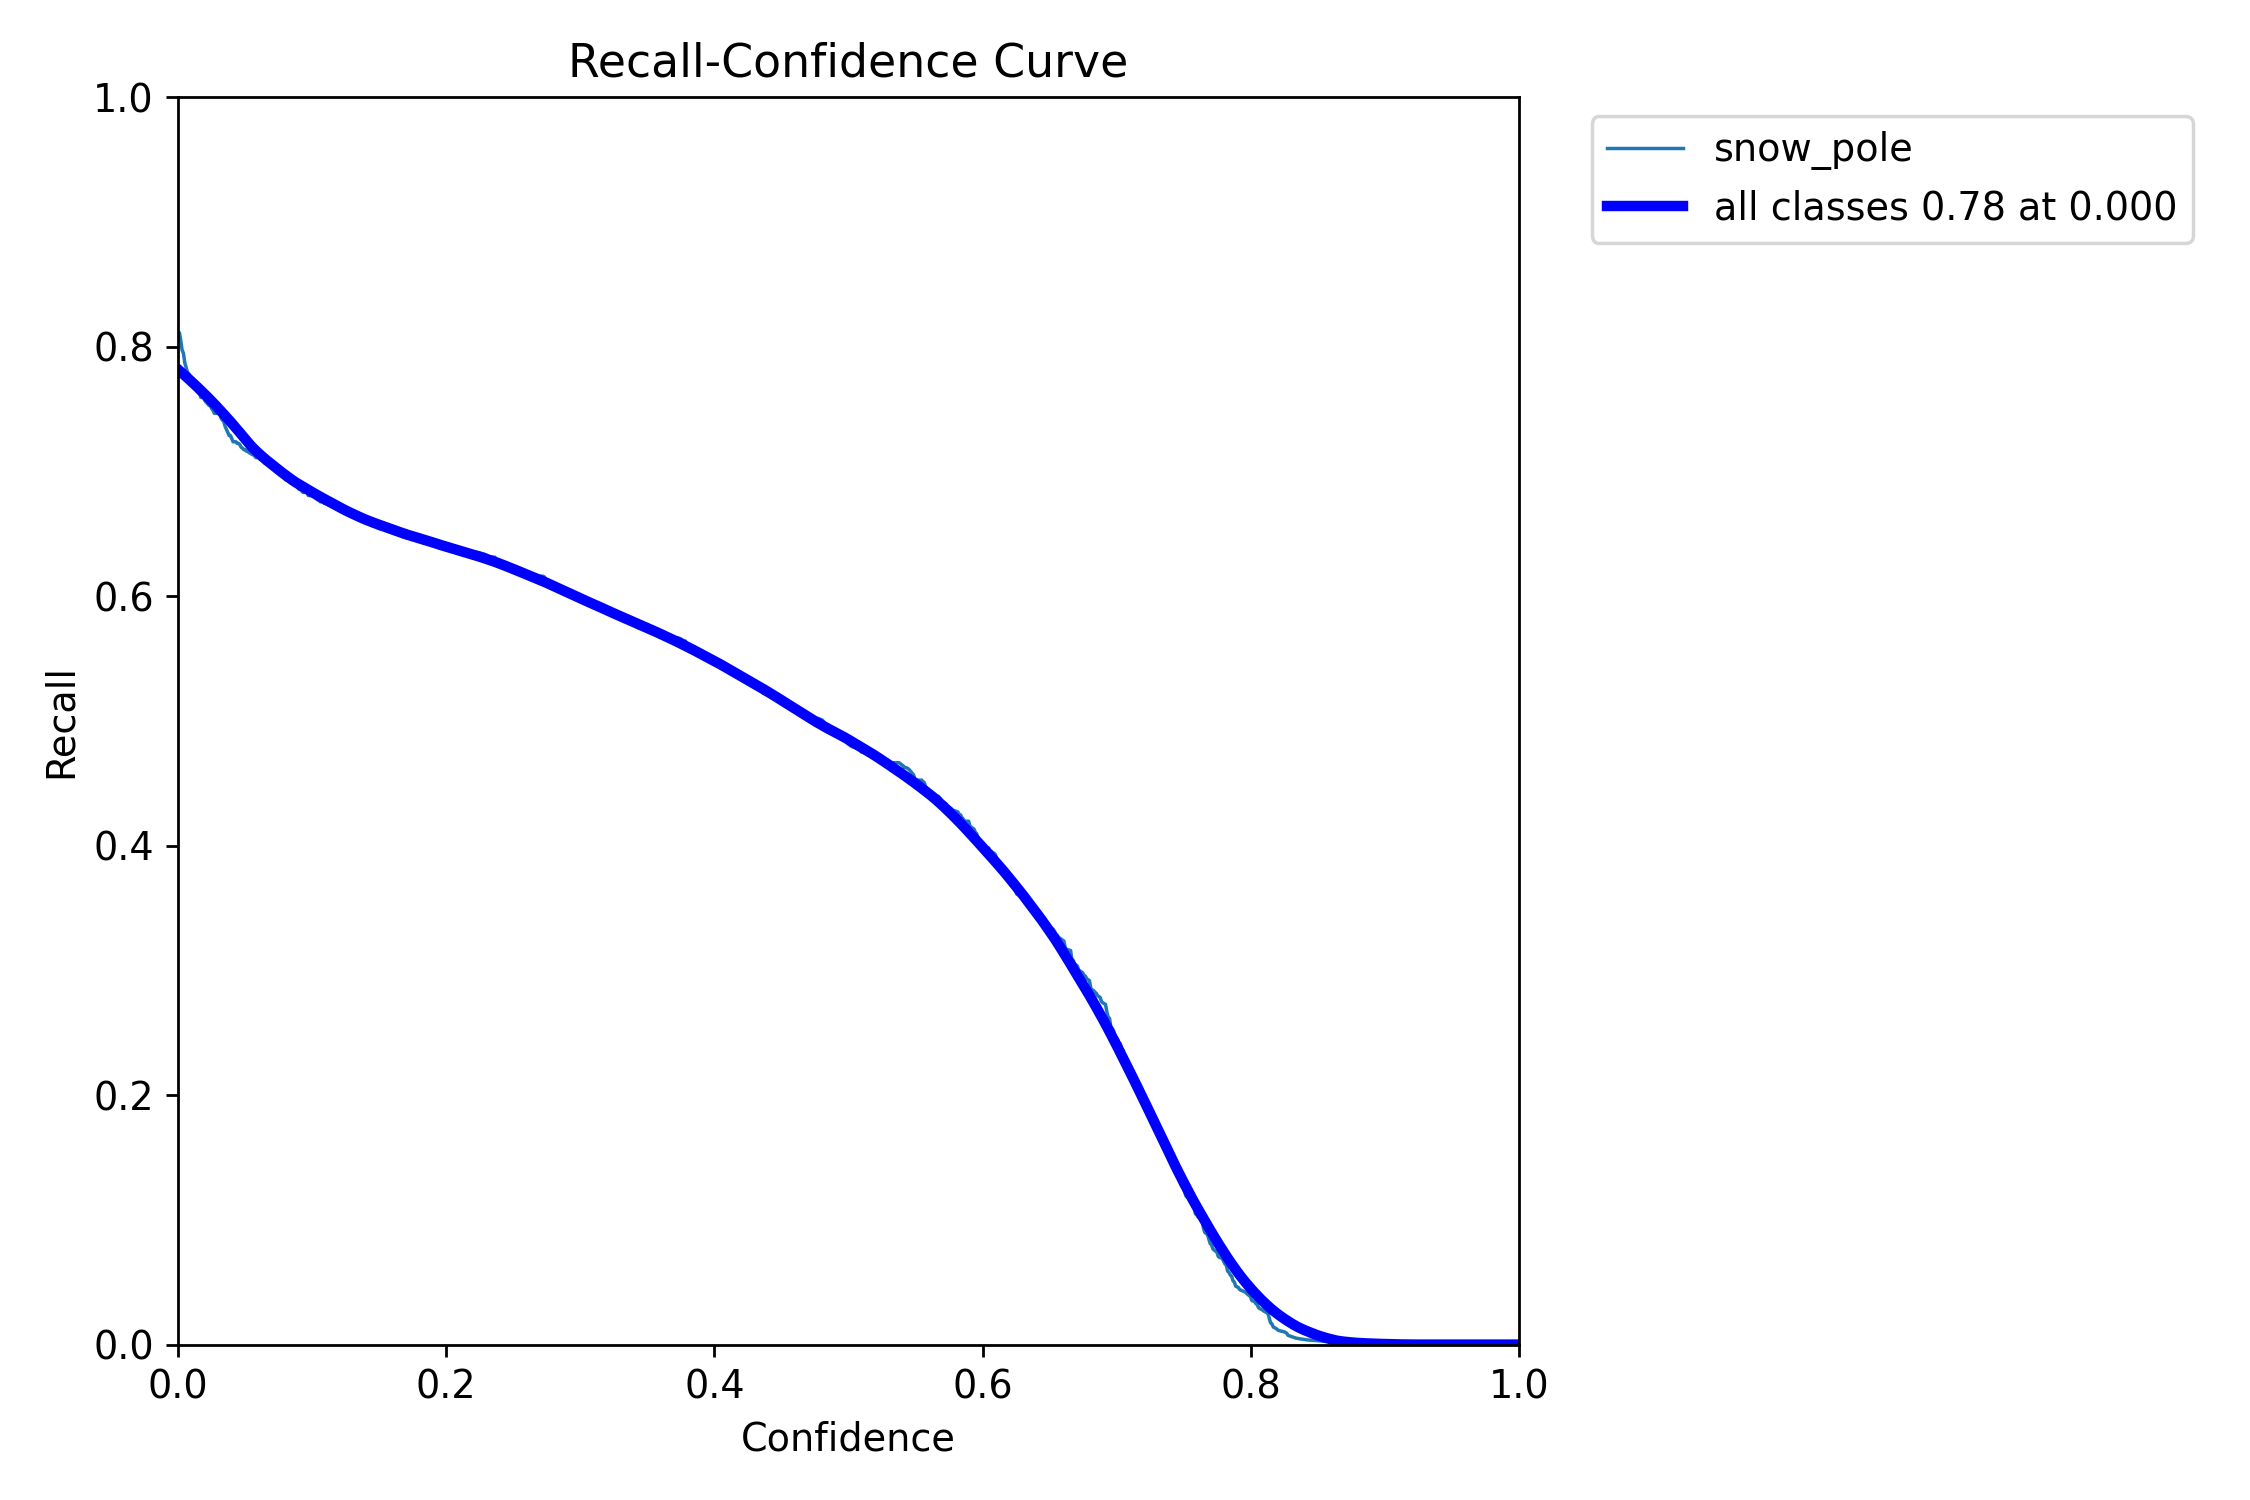 Recall-Confidence Curve
1.0
0.8
0.6
0.4
0.2
0.0
Recall
0.0 0.2 0.4 0.6 0.8 1.0
Confidence
snow_pole
all classes 0.78 at 0.000